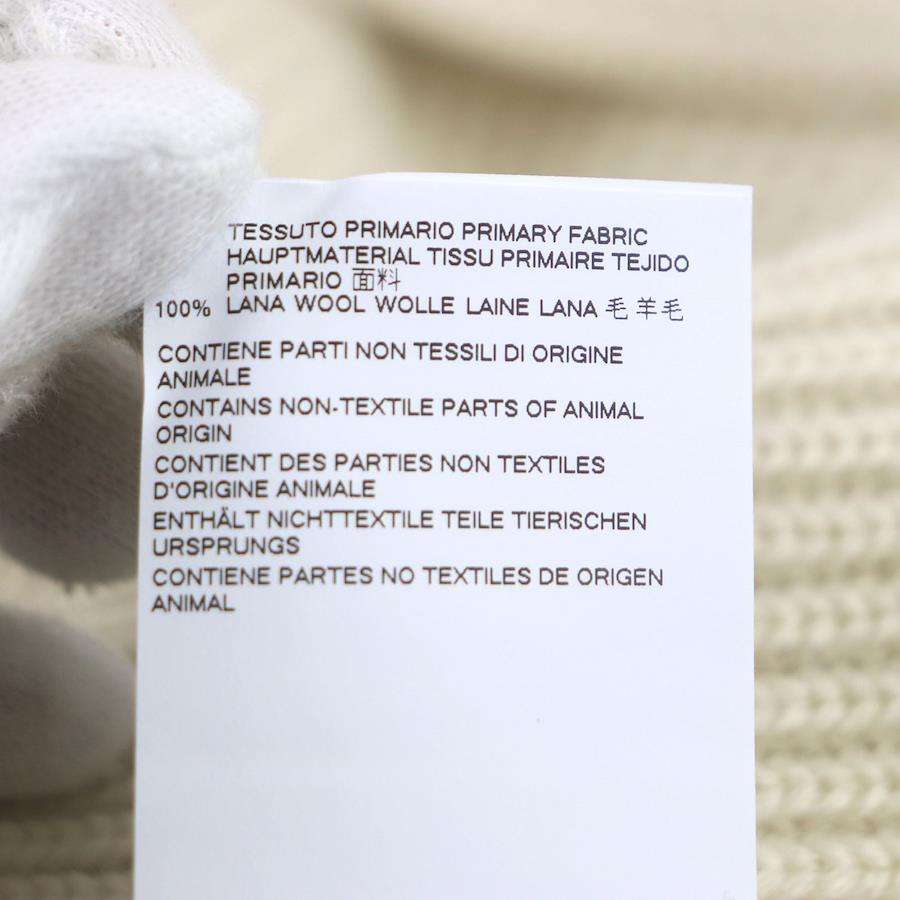 TESSUTO PRIMARIO PRIMARY FABRIC
HAUPTMATERIAL TISSU PRIMAIRE TEJIDO
PRIMARIO 面料
100% LANA WOOL WOLLE LAINE LANA 毛 羊毛
CONTIENE PARTI NON TESSILI DI ORIGINE
ANIMALE
CONTAINS NON-TEXTILE PARTS OF ANIMAL
ORIGIN
CONTIENT DES PARTIES NON TEXTILES
D'ORIGINE ANIMALE
ENTHÄLT NICHTTEXTILE TEILE TIERISCHEN
URSPRUNGS
CONTIENE PARTES NO TEXTILES DE ORIGEN
ANIMAL